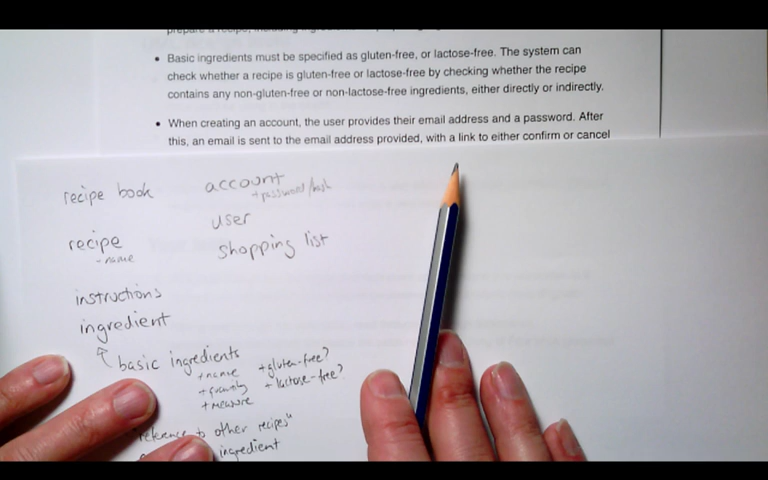 prepare a recipe, including
• Basic ingredients must be specified as gluten-free, or lactose-free. The system can
check whether a recipe is gluten-free or lactose-free by checking whether the recipe
contains any non-gluten-free or non-lactose-free ingredients, either directly or indirectly.
• When creating an account, the user provides their email address and a password. After
this, an email is sent to the email address provided, with a link to either confirm or cancel
recipe book
account
+password/hash
user
recipe
-name
shopping list
instructions
ingredient
basic ingredients
+name
+gluten-free?
+quantity
+lactose-free?
+measure
reference to other recipes"
ingredient